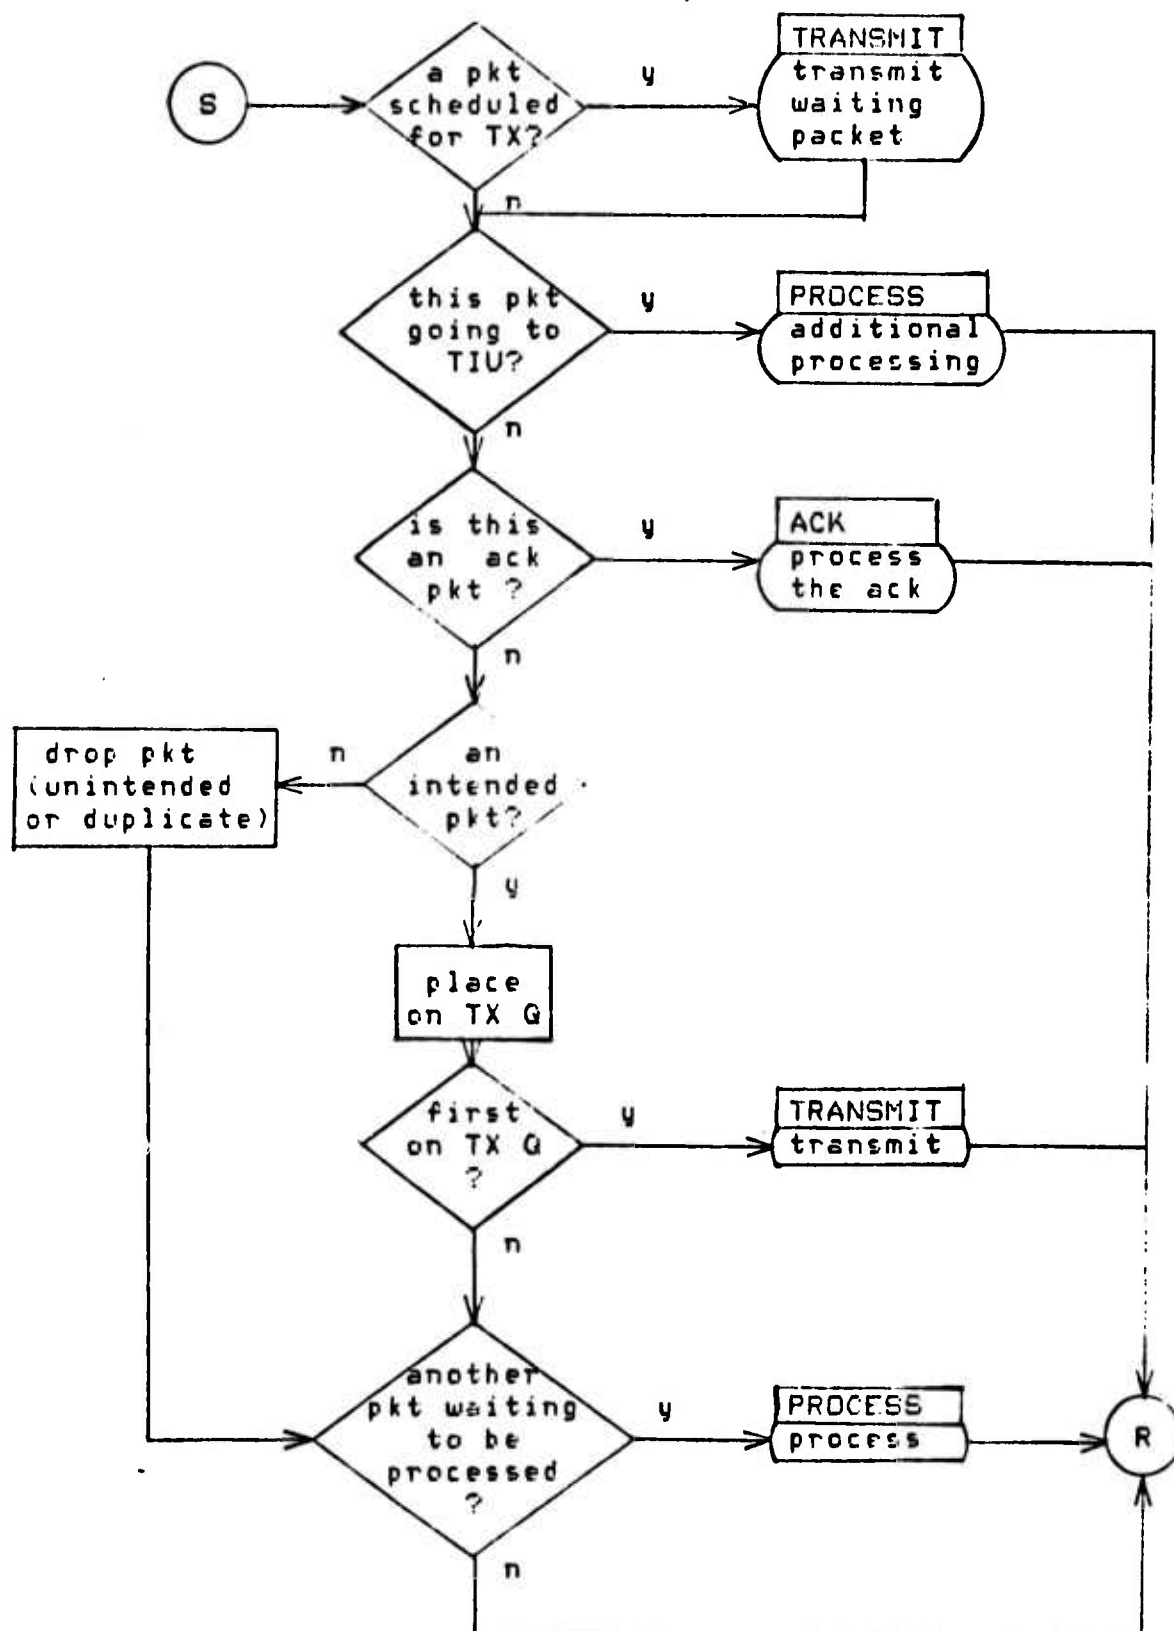 S
a pkt
scheduled
for TX?
y
TRANSMIT
transmit
waiting
packet
n
this pkt
going to
TIU?
y
PROCESS
additional
processing
n
is this
an ack
pkt ?
y
ACK
process
the ack
n
an
intended
pkt?
n
drop pkt
(unintended
or duplicate)
y
place
on TX Q
first
on TX Q
?
y
TRANSMIT
transmit
n
another
pkt waiting
to be
processed
?
y
PROCESS
process
R
n